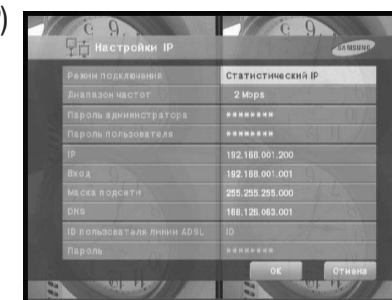 )
Настройки IP
SAMSUNG
Режим подключения Статистический IP
Диапазон частот 2 Mbps
Пароль администратора ********
Пароль пользователя ********
IP 192.168.001.200
Вход 192.168.001.001
Маска подсети 255.255.255.000
DNS 168.126.063.001
ID пользователя линии ADSL ID
Пароль ********
OK Отмена